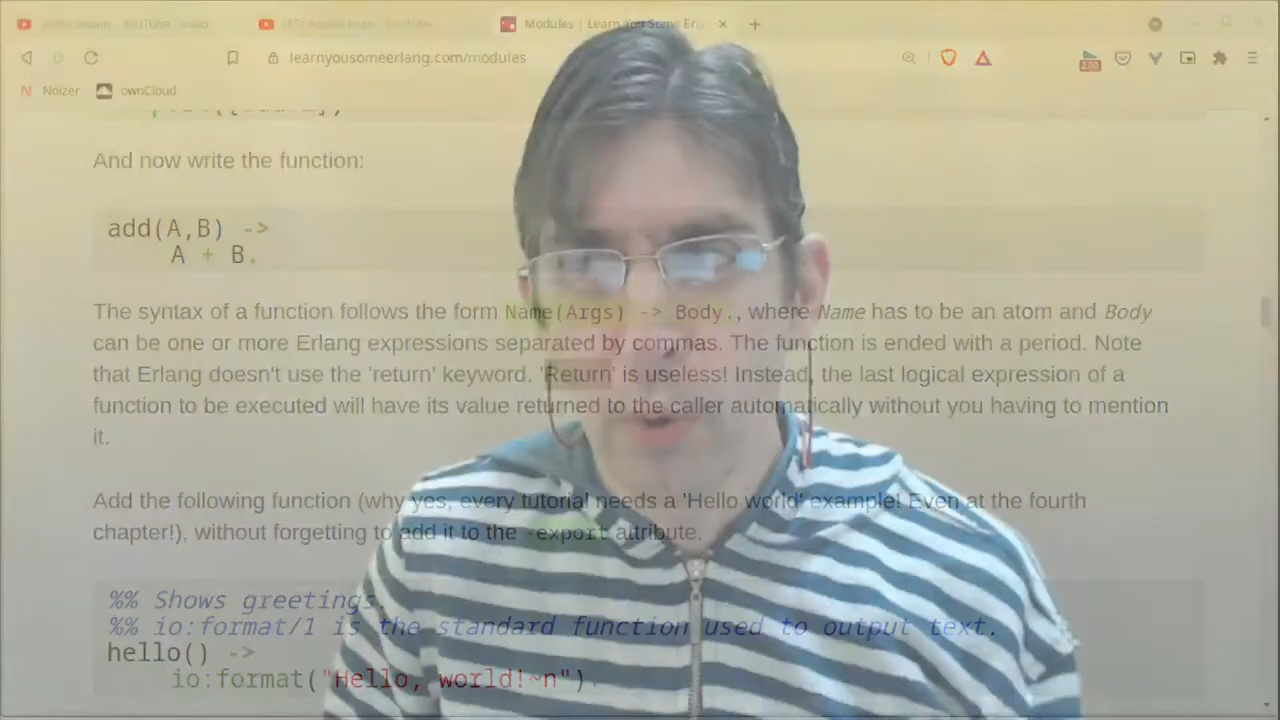 Modules | Learn You Some Erl
learnyousomeerlang.com/modules
Noizer
ownCloud
And now write the function:
add(A,B) ->
A + B.
The syntax of a function follows the form Name(Args) -> Body., where Name has to be an atom and Body
can be one or more Erlang expressions separated by commas. The function is ended with a period. Note
that Erlang doesn't use the 'return' keyword. 'Return' is useless! Instead, the last logical expression of a
function to be executed will have its value returned to the caller automatically without you having to mention
it.
Add the following function (why yes, every tutorial needs a 'Hello world' example! Even at the fourth
chapter!), without forgetting to add it to the -export attribute.
%% Shows greetings.
%% io:format/1 is the standard function used to output text.
hello() ->
io:format("Hello, world!~n").